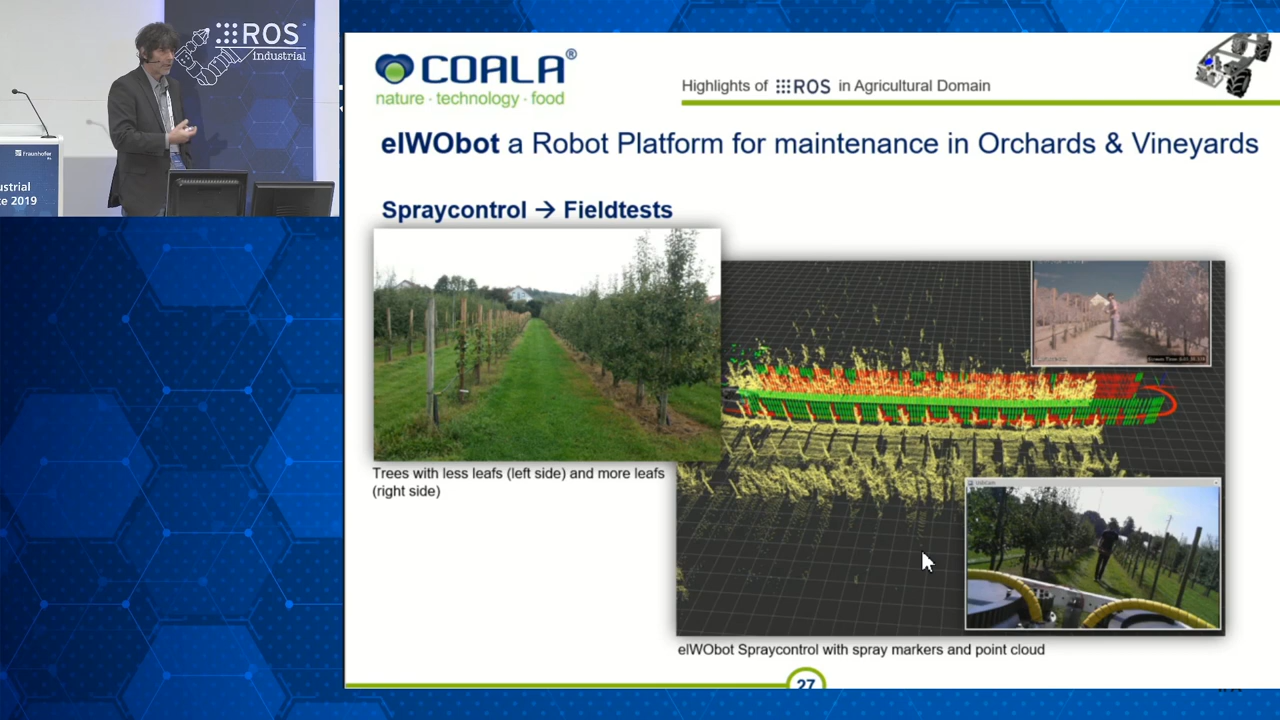 ROS
Industrial
Fraunhofer
ustrial
e 2019
COALA®
nature · technology · food
Highlights of ROS in Agricultural Domain
elWObot a Robot Platform for maintenance in Orchards & Vineyards
Spraycontrol → Fieldtests
Trees with less leafs (left side) and more leafs
(right side)
elWObot Spraycontrol with spray markers and point cloud
27